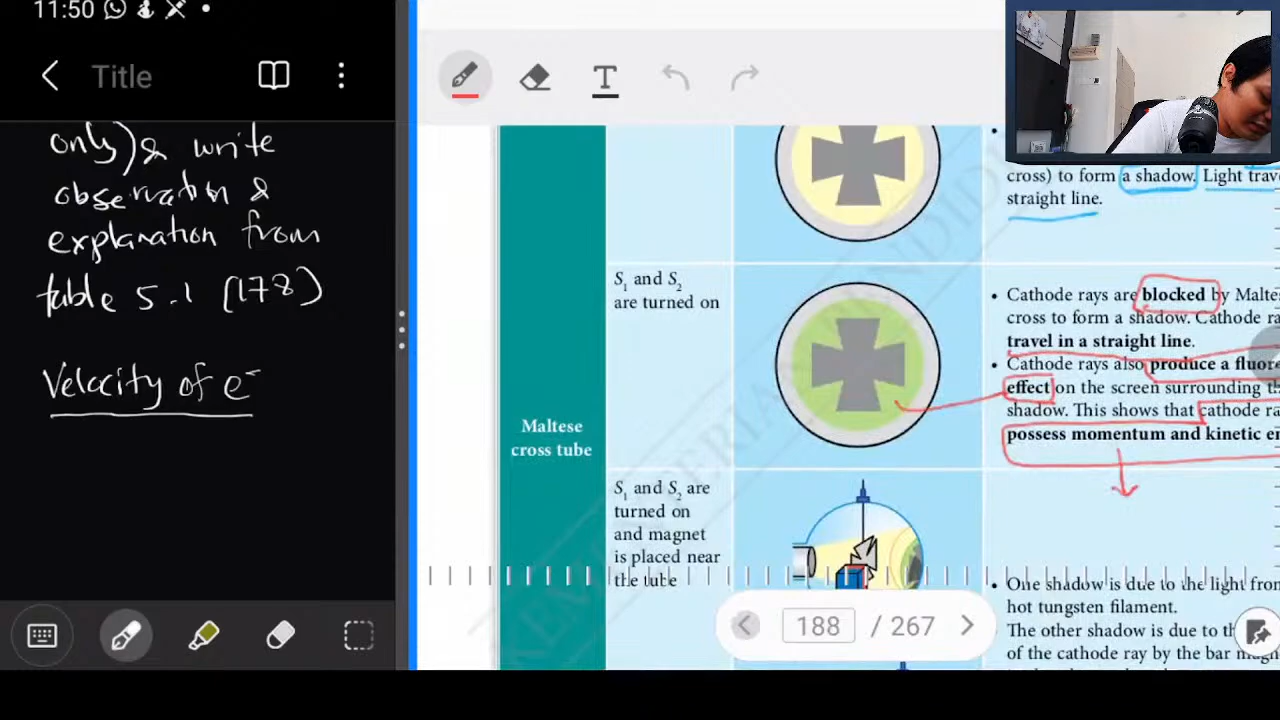 11:50
Title
only) & write
observation &
explanation from
table 5.1 (178)
Velocity of e⁻
cross) to form a shadow. Light trav
straight line.
S₁ and S₂
are turned on
• Cathode rays are blocked by Malte
cross to form a shadow. Cathode ra
travel in a straight line.
• Cathode rays also produce a fluore
effect on the screen surrounding th
shadow. This shows that cathode ra
possess momentum and kinetic en
Maltese
cross tube
S₁ and S₂ are
turned on
and magnet
is placed near
the tube
• One shadow is due to the light from
hot tungsten filament.
The other shadow is due to th
of the cathode ray by the bar magn
188 / 267